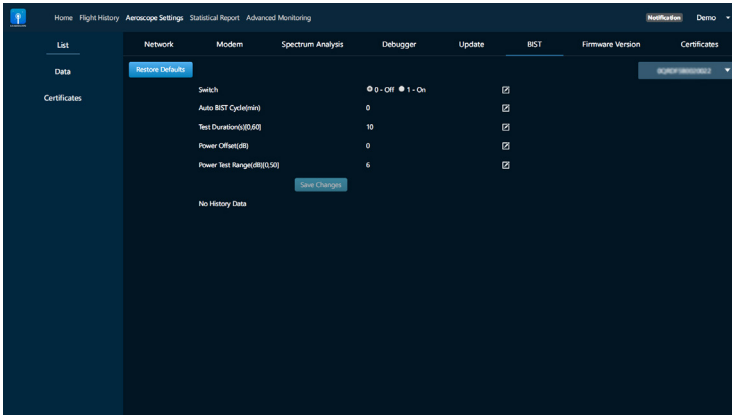 Home Flight History Aeroscope Settings Statistical Report Advanced Monitoring Notification Demo
List Network Modem Spectrum Analysis Debugger Update BIST Firmware Version Certificates
Data Restore Defaults
Certificates
Switch 0 - Off 1 - On
Auto BIST Cycle(min) 0
Test Duration(s)[0,60] 10
Power Offset(dB) 0
Power Test Range(dB)[0,50] 6
Save Changes
No History Data